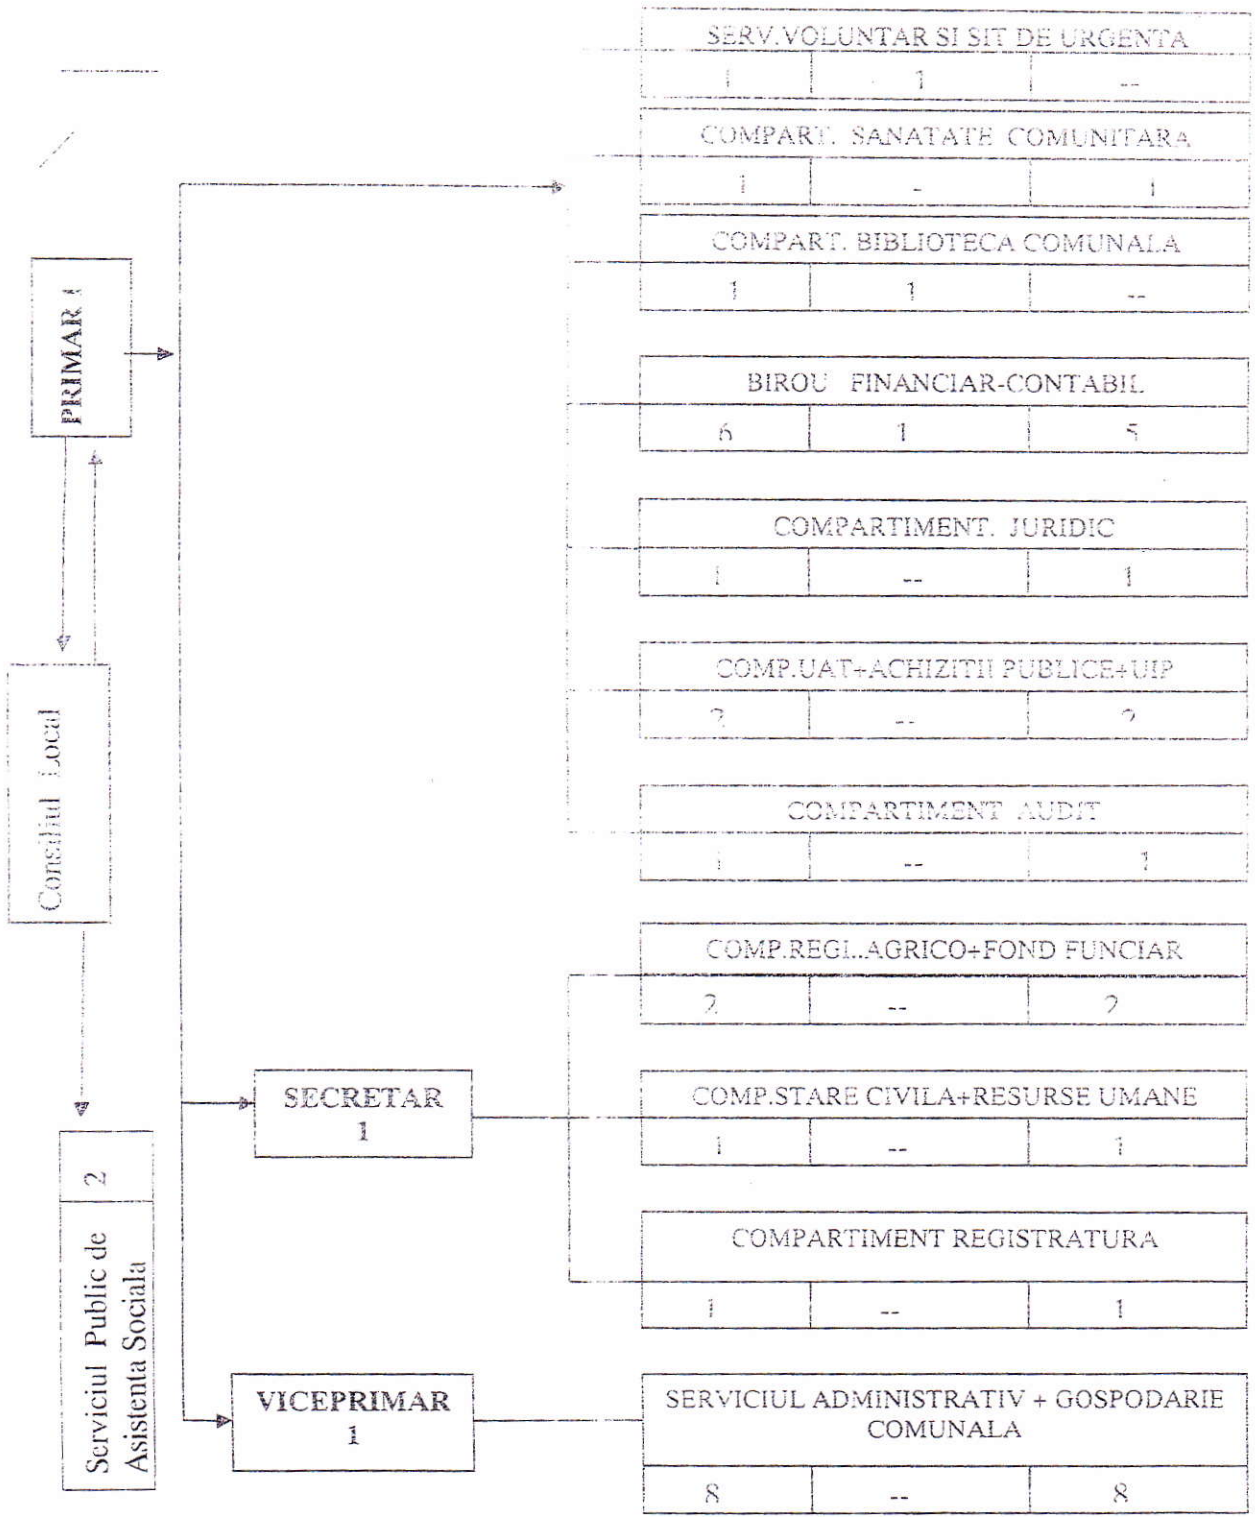 SERV.VOLUNTAR SI SIT DE URGENTA
1 1 --
COMPART. SANATATE COMUNITARA
1 - 1
COMPART. BIBLIOTECA COMUNALA
1 1 --
PRIMAR 1
BIROU FINANCIAR-CONTABIL
6 1 5
COMPARTIMENT. JURIDIC
1 -- 1
COMP.UAT+ACHIZITII PUBLICE+UIP
2 -- 2
Consiliul Local
COMPARTIMENT AUDIT
1 -- 1
COMP.REGL.AGRICO+FOND FUNCIAR
2 -- 2
SECRETAR
1
COMP.STARE CIVILA+RESURSE UMANE
1 -- 1
Serviciul Public de
Asistenta Sociala
2
COMPARTIMENT REGISTRATURA
1 -- 1
VICEPRIMAR
1
SERVICIUL ADMINISTRATIV + GOSPODARIE
COMUNALA
8 -- 8